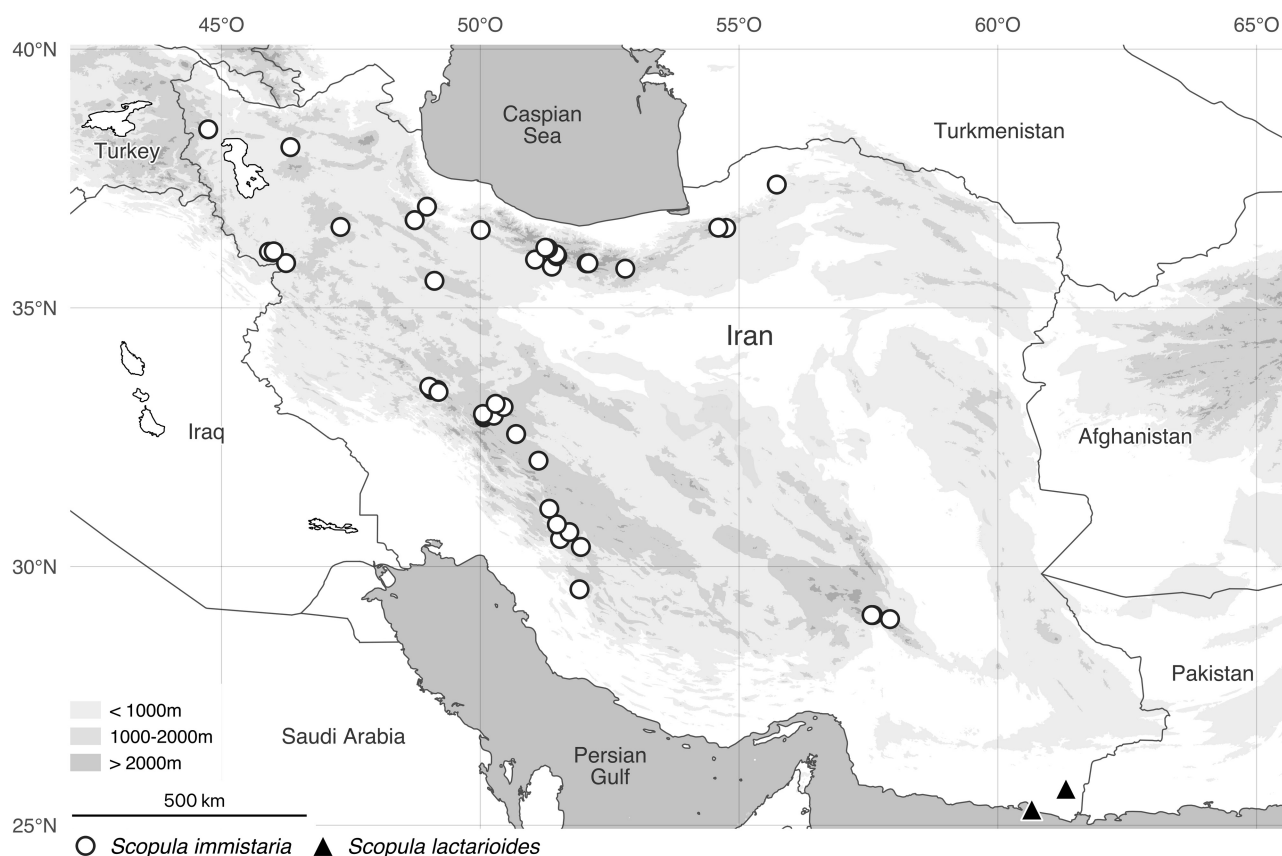 45°O 50°O 55°O 60°O 65°O
40°N
Caspian
Sea
Turkmenistan
Turkey
35°N
Iran
Iraq
Afghanistan
30°N
Pakistan
< 1000m
1000-2000m
> 2000m
Saudi Arabia
Persian
Gulf
500 km
25°N
Scopula immistaria Scopula lactarioides